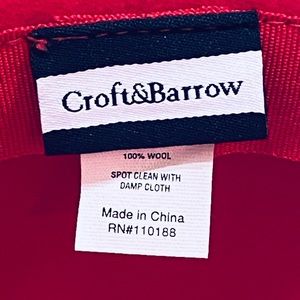 Croft&Barrow
100% WOOL
SPOT CLEAN WITH
DAMP CLOTH
Made in China
RN#110188